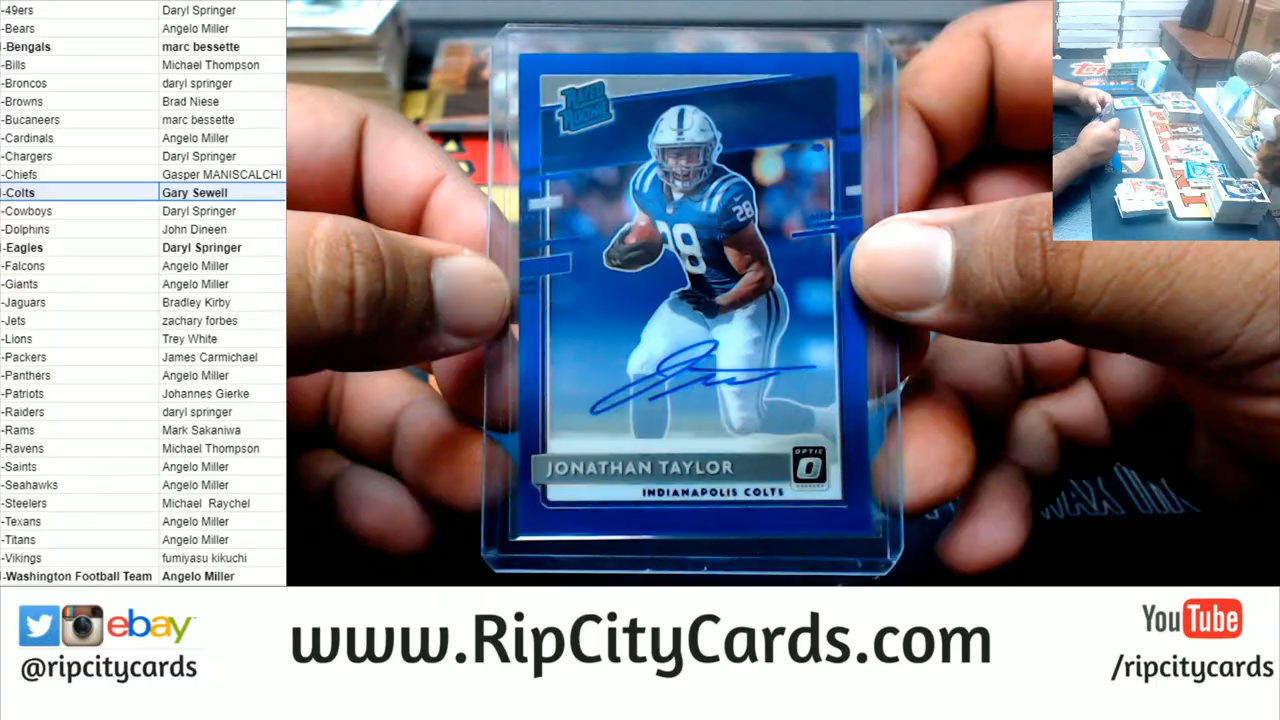 -49ers Daryl Springer
-Bears Angelo Miller
-Bengals marc bessette
-Bills Michael Thompson
-Broncos daryl springer
-Browns Brad Niese
-Bucaneers marc bessette
-Cardinals Angelo Miller
-Chargers Daryl Springer
-Chiefs Gasper MANISCALCHI
-Colts Gary Sewell
-Cowboys Daryl Springer
-Dolphins John Dineen
-Eagles Daryl Springer
-Falcons Angelo Miller
-Giants Angelo Miller
-Jaguars Bradley Kirby
-Jets zachary forbes
-Lions Trey White
-Packers James Carmichael
-Panthers Angelo Miller
-Patriots Johannes Gierke
-Raiders daryl springer
-Rams Mark Sakaniwa
-Ravens Michael Thompson
-Saints Angelo Miller
-Seahawks Angelo Miller
-Steelers Michael Raychel
-Texans Angelo Miller
-Titans Angelo Miller
-Vikings fumiyasu kikuchi
-Washington Football Team Angelo Miller
RATED
ROOKIE
28
28
JONATHAN TAYLOR
INDIANAPOLIS COLTS
OPTIC
PANINI
ebay
@ripcitycards
www.RipCityCards.com
YouTube
/ripcitycards